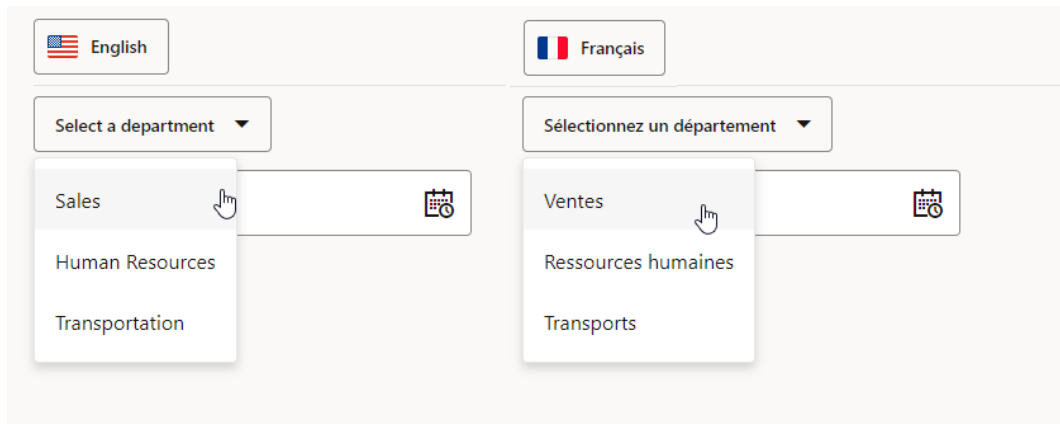 English
Select a department
Sales
Human Resources
Transportation
Français
Sélectionnez un département
Ventes
Ressources humaines
Transports